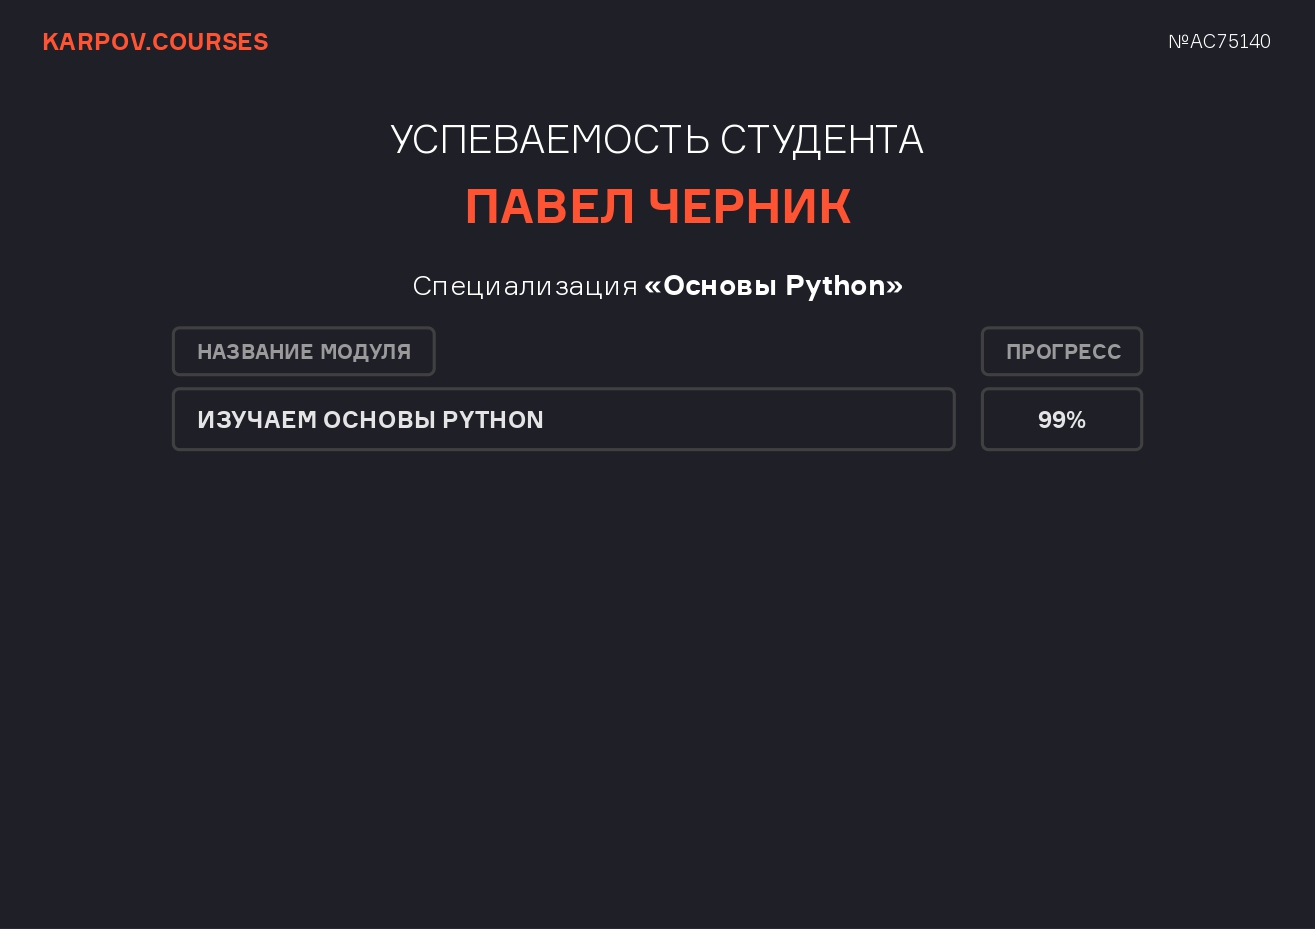 KARPOV.COURSES
№AC75140
УСПЕВАЕМОСТЬ СТУДЕНТА
ПАВЕЛ ЧЕРНИК
Специализация «Основы Python»
НАЗВАНИЕ МОДУЛЯ
ПРОГРЕСС
ИЗУЧАЕМ ОСНОВЫ PYTHON
99%